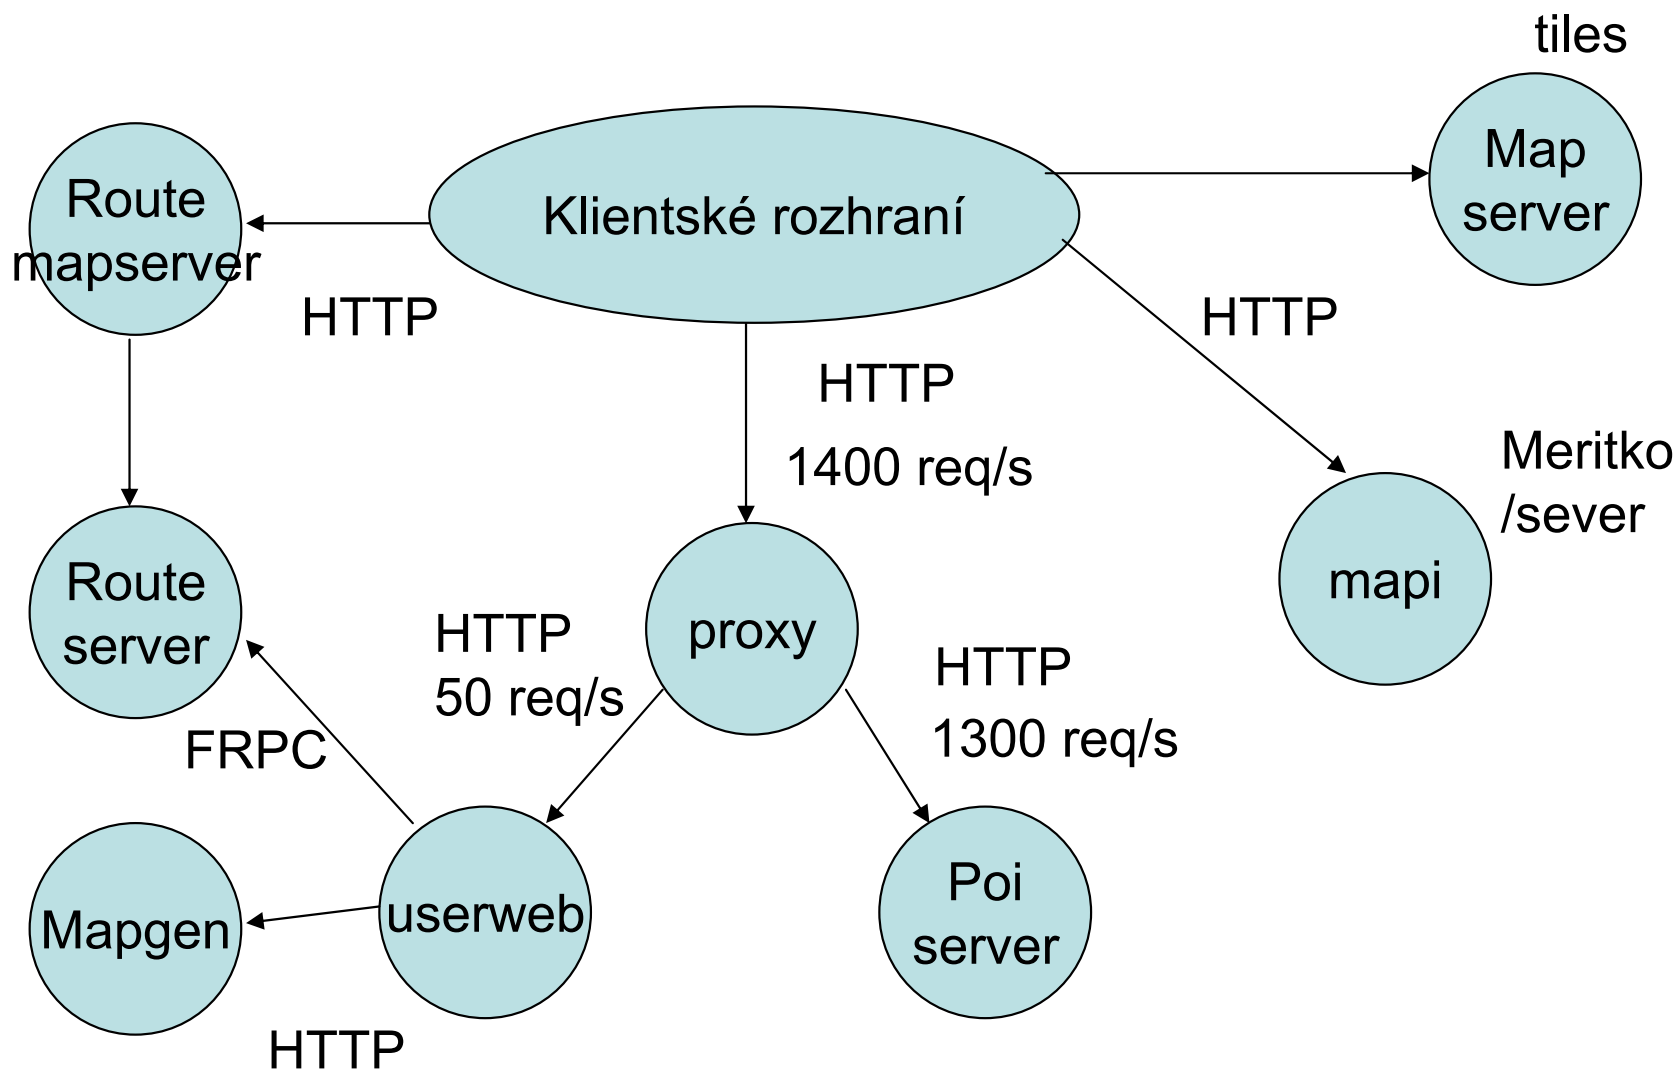 tiles
Map
server
Route
mapserver
Klientské rozhraní
HTTP
HTTP
HTTP
1400 req/s
Meritko
/sever
mapi
Route
server
proxy
HTTP
50 req/s
HTTP
1300 req/s
FRPC
Mapgen
userweb
Poi
server
HTTP